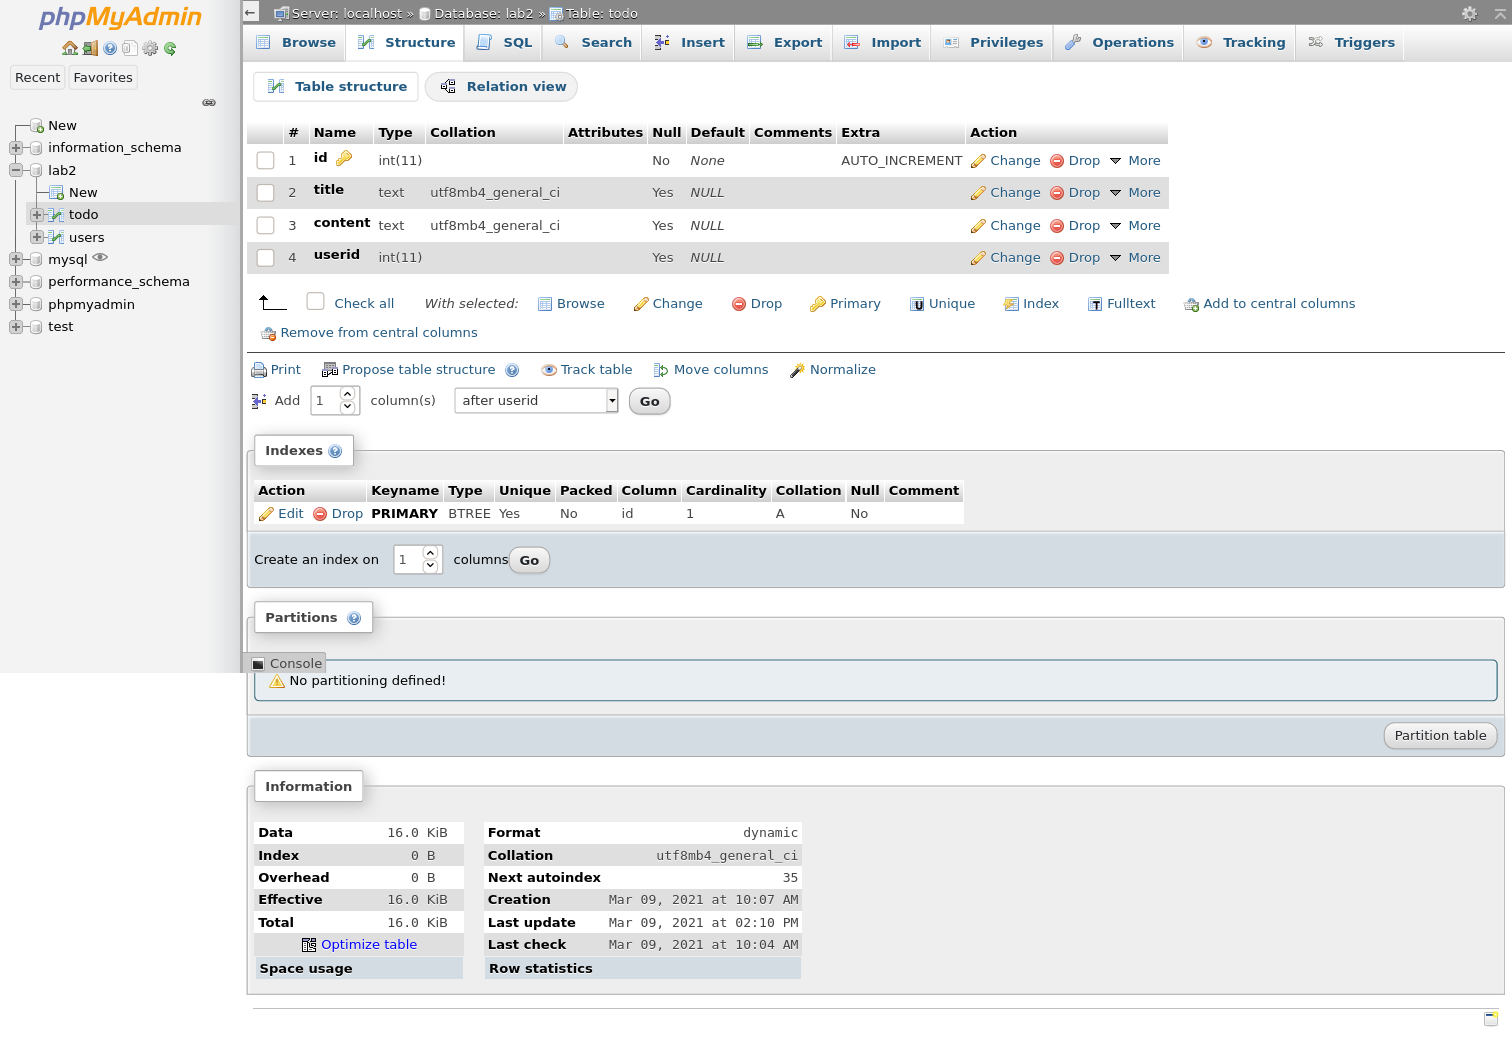 phpMyAdmin
Recent Favorites
New
information_schema
lab2
New
todo
users
mysql
performance_schema
phpmyadmin
test
Server: localhost » Database: lab2 » Table: todo
Browse Structure SQL Search Insert Export Import Privileges Operations Tracking Triggers
Table structure Relation view
# Name Type Collation Attributes Null Default Comments Extra Action
1 id int(11) No None AUTO_INCREMENT Change Drop More
2 title text utf8mb4_general_ci Yes NULL Change Drop More
3 content text utf8mb4_general_ci Yes NULL Change Drop More
4 userid int(11) Yes NULL Change Drop More
Check all With selected: Browse Change Drop Primary Unique Index Fulltext Add to central columns
Remove from central columns
Print Propose table structure Track table Move columns Normalize
Add 1 column(s) after userid Go
Indexes
Action Keyname Type Unique Packed Column Cardinality Collation Null Comment
Edit Drop PRIMARY BTREE Yes No id 1 A No
Create an index on 1 columns Go
Partitions
Console
No partitioning defined!
Partition table
Information
Data 16.0 KiB
Index 0 B
Overhead 0 B
Effective 16.0 KiB
Total 16.0 KiB
Optimize table
Space usage
Format dynamic
Collation utf8mb4_general_ci
Next autoindex 35
Creation Mar 09, 2021 at 10:07 AM
Last update Mar 09, 2021 at 02:10 PM
Last check Mar 09, 2021 at 10:04 AM
Row statistics